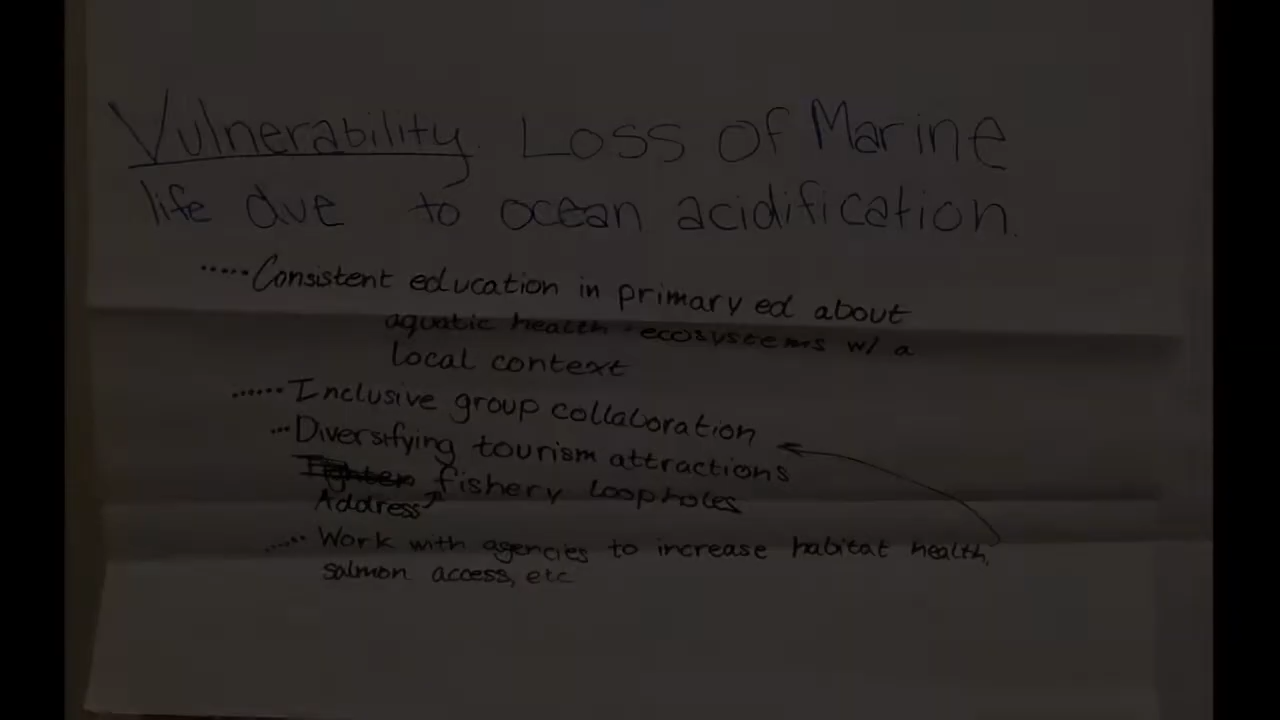 Vulnerability: Loss of Marine
life due to ocean acidification.
..... Consistent education in primary ed about
aquatic health · ecosystems w/ a
local context
...... Inclusive group collaboration
... Diversifying tourism attractions
Tighten fishery loopholes
Address
..... Work with agencies to increase habitat health,
salmon access, etc